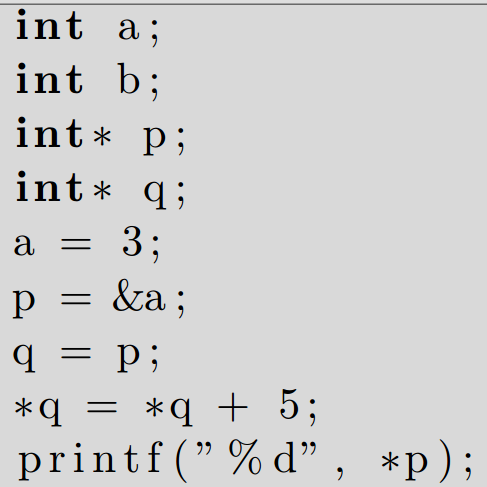 int a;
int b;
int* p;
int* q;
a = 3;
p = &a;
q = p;
*q = *q + 5;
printf(”%d”, *p);